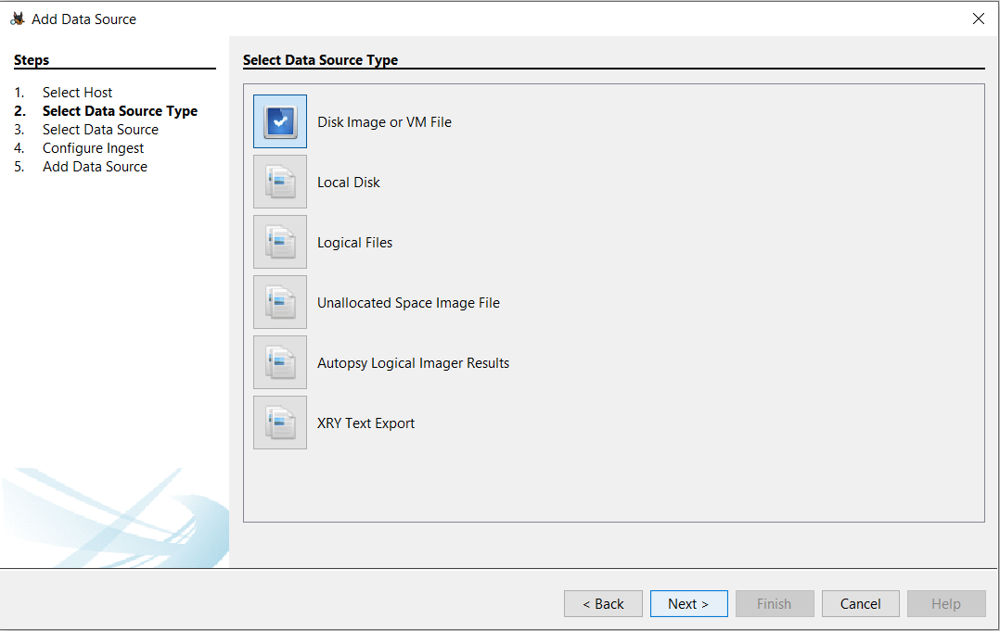 Add Data Source
Steps
1. Select Host
2. Select Data Source Type
3. Select Data Source
4. Configure Ingest
5. Add Data Source
Select Data Source Type
Disk Image or VM File
Local Disk
Logical Files
Unallocated Space Image File
Autopsy Logical Imager Results
XRY Text Export
< Back
Next >
Finish
Cancel
Help